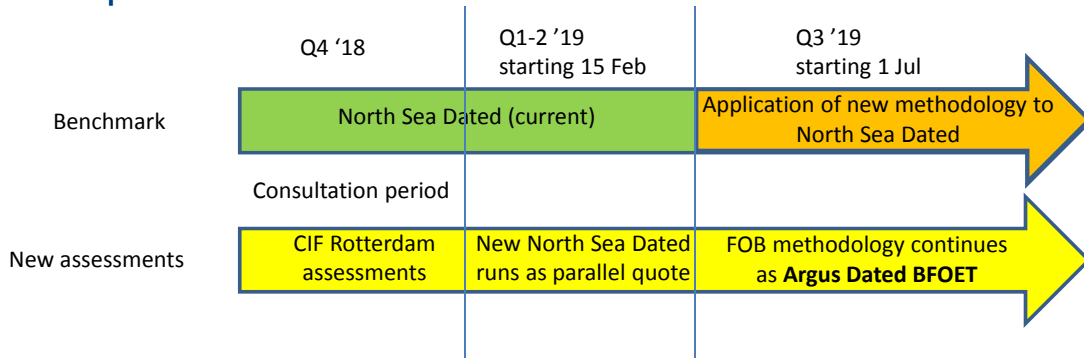 Q4 ‘18
Q1-2 ’19
starting 15 Feb
Q3 ’19
starting 1 Jul
Benchmark
North Sea Dated (current)
Application of new methodology to
North Sea Dated
Consultation period
New assessments
CIF Rotterdam
assessments
New North Sea Dated
runs as parallel quote
FOB methodology continues
as Argus Dated BFOET